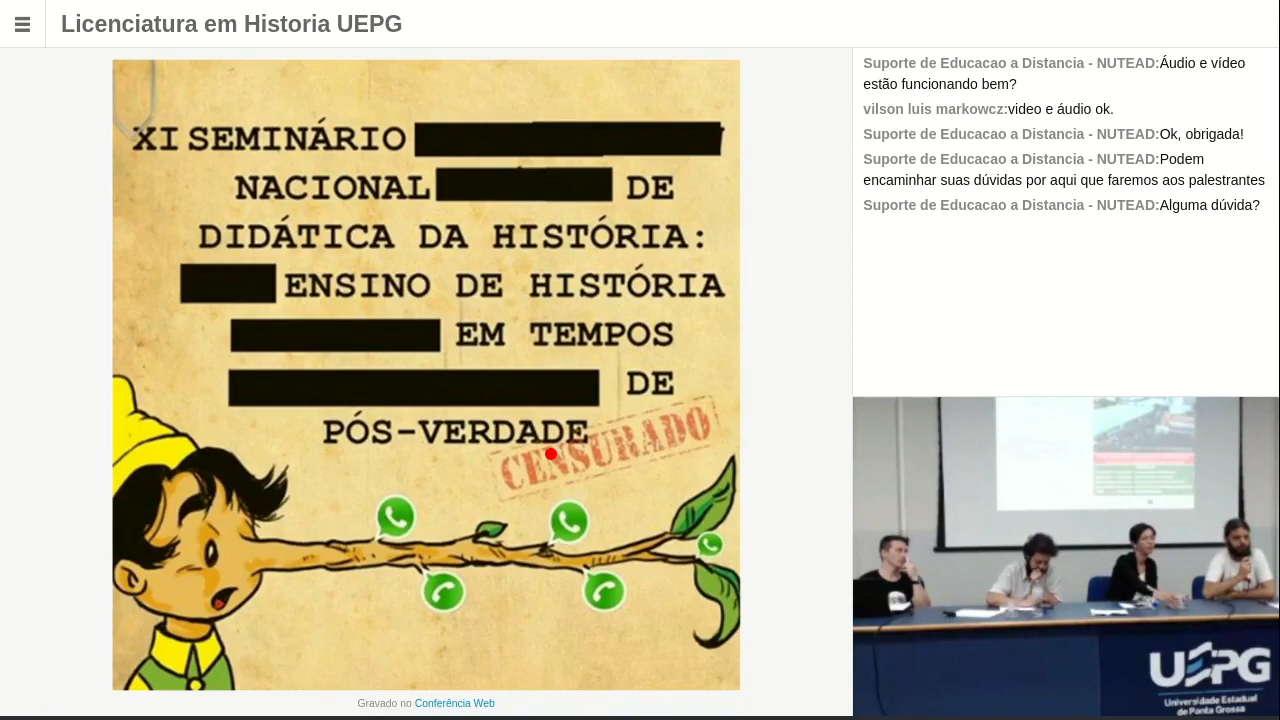 Licenciatura em Historia UEPG
XI SEMINÁRIO
NACIONAL DE
DIDÁTICA DA HISTÓRIA:
ENSINO DE HISTÓRIA
EM TEMPOS
DE
PÓS-VERDADE
CENSURADO
Gravado no Conferência Web
Suporte de Educacao a Distancia - NUTEAD:Áudio e vídeo
estão funcionando bem?
vilson luis markowcz:video e áudio ok.
Suporte de Educacao a Distancia - NUTEAD:Ok, obrigada!
Suporte de Educacao a Distancia - NUTEAD:Podem
encaminhar suas dúvidas por aqui que faremos aos palestrantes
Suporte de Educacao a Distancia - NUTEAD:Alguma dúvida?
UEPG
Universidade Estadual
de Ponta Grossa